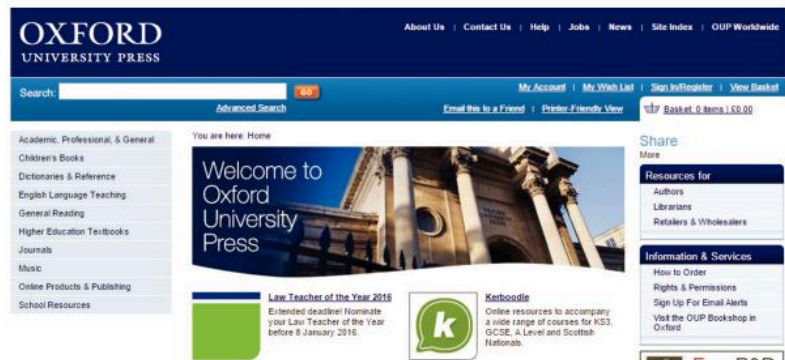 OXFORD
UNIVERSITY PRESS
About Us | Contact Us | Help | Jobs | News | Site Index | OUP Worldwide
Search:
GO
Advanced Search
My Account | My Wish List | Sign In/Register | View Basket
Email this to a Friend | Printer-Friendly View
Basket: 0 items | £0.00
Academic, Professional, & General
Children's Books
Dictionaries & Reference
English Language Teaching
General Reading
Higher Education Textbooks
Journals
Music
Online Products & Publishing
School Resources
You are here: Home
Welcome to
Oxford
University
Press
Law Teacher of the Year 2016
Extended deadline! Nominate
your Law Teacher of the Year
before 8 January 2016.
k
Kerboodle
Online resources to accompany
a wide range of courses for KS3,
GCSE, A Level and Scottish
Nationals.
Share
More
Resources for
Authors
Librarians
Retailers & Wholesalers
Information & Services
How to Order
Rights & Permissions
Sign Up For Email Alerts
Visit the OUP Bookshop in
Oxford